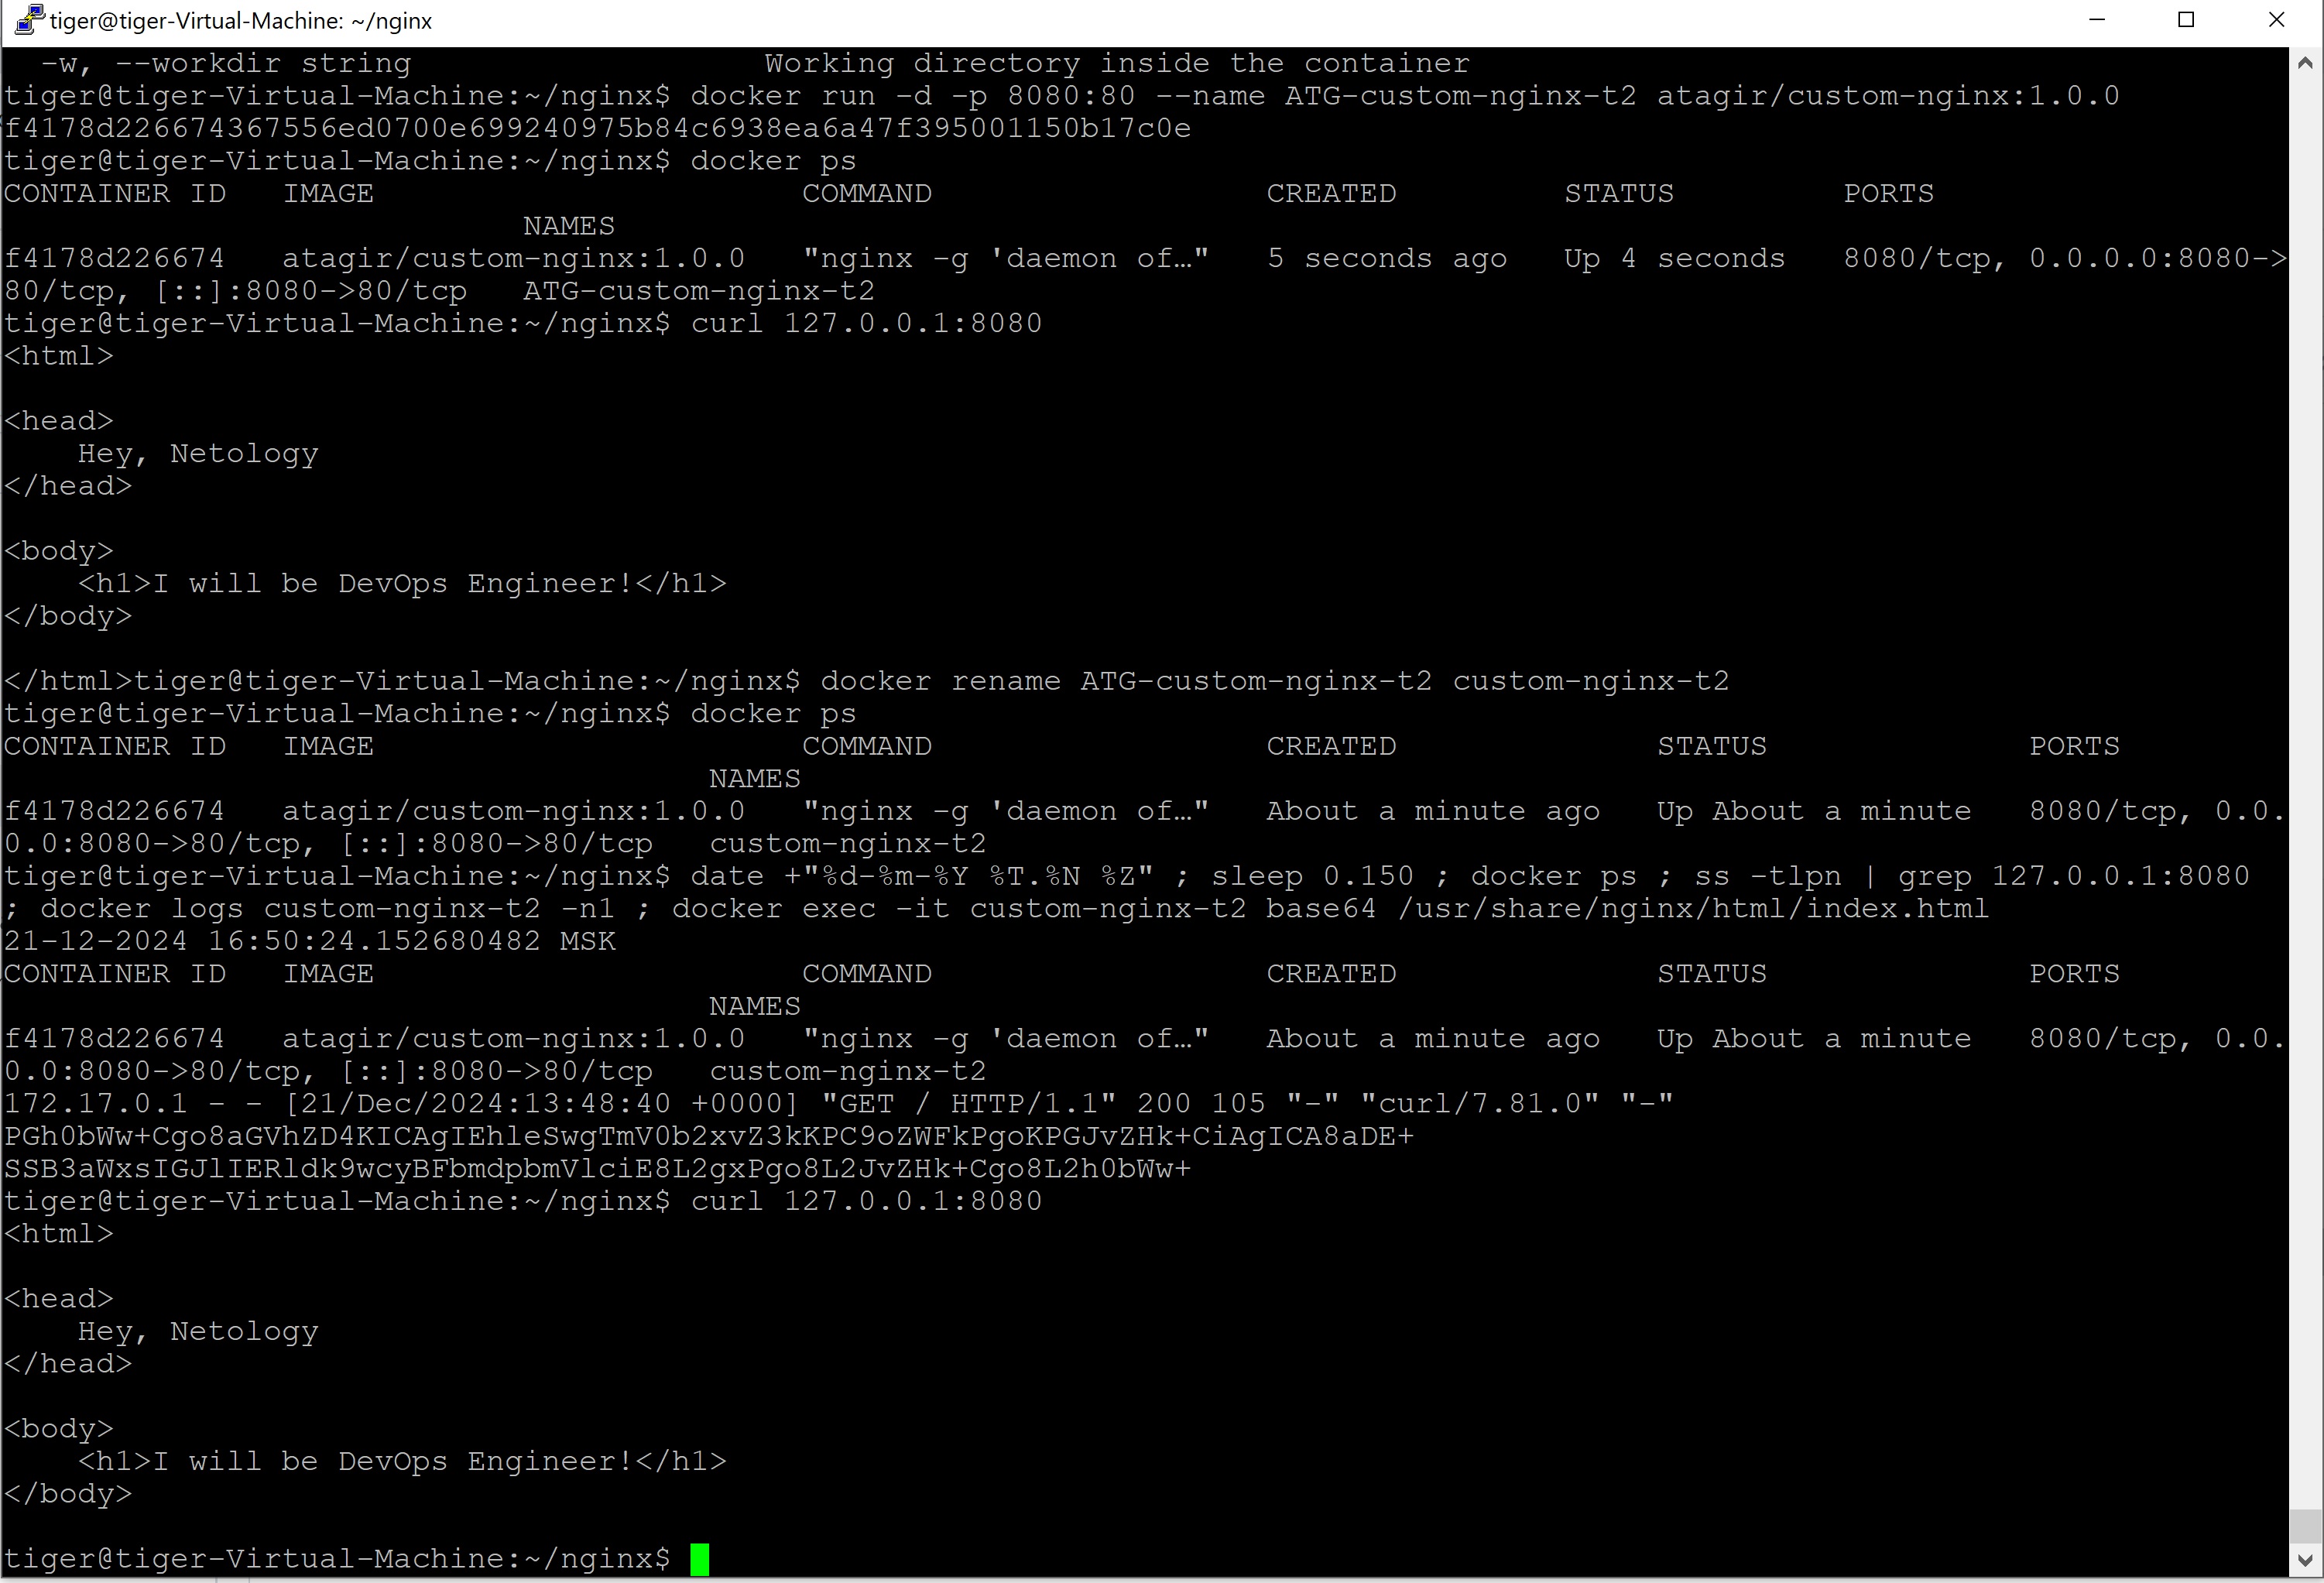 tiger@tiger-Virtual-Machine: ~/nginx
  -w, --workdir string                   Working directory inside the container
tiger@tiger-Virtual-Machine:~/nginx$ docker run -d -p 8080:80 --name ATG-custom-nginx-t2 atagir/custom-nginx:1.0.0
f4178d226674367556ed0700e699240975b84c6938ea6a47f395001150b17c0e
tiger@tiger-Virtual-Machine:~/nginx$ docker ps
CONTAINER ID   IMAGE                       COMMAND                  CREATED         STATUS         PORTS
                            NAMES
f4178d226674   atagir/custom-nginx:1.0.0   "nginx -g 'daemon of…"   5 seconds ago   Up 4 seconds   8080/tcp, 0.0.0.0:8080->
80/tcp, [::]:8080->80/tcp   ATG-custom-nginx-t2
tiger@tiger-Virtual-Machine:~/nginx$ curl 127.0.0.1:8080
<html>

<head>
    Hey, Netology
</head>

<body>
    <h1>I will be DevOps Engineer!</h1>
</body>

</html>tiger@tiger-Virtual-Machine:~/nginx$ docker rename ATG-custom-nginx-t2 custom-nginx-t2
tiger@tiger-Virtual-Machine:~/nginx$ docker ps
CONTAINER ID   IMAGE                       COMMAND                  CREATED              STATUS              PORTS
                                      NAMES
f4178d226674   atagir/custom-nginx:1.0.0   "nginx -g 'daemon of…"   About a minute ago   Up About a minute   8080/tcp, 0.0.
0.0:8080->80/tcp, [::]:8080->80/tcp   custom-nginx-t2
tiger@tiger-Virtual-Machine:~/nginx$ date +"%d-%m-%Y %T.%N %Z" ; sleep 0.150 ; docker ps ; ss -tlpn | grep 127.0.0.1:8080
; docker logs custom-nginx-t2 -n1 ; docker exec -it custom-nginx-t2 base64 /usr/share/nginx/html/index.html
21-12-2024 16:50:24.152680482 MSK
CONTAINER ID   IMAGE                       COMMAND                  CREATED              STATUS              PORTS
                                      NAMES
f4178d226674   atagir/custom-nginx:1.0.0   "nginx -g 'daemon of…"   About a minute ago   Up About a minute   8080/tcp, 0.0.
0.0:8080->80/tcp, [::]:8080->80/tcp   custom-nginx-t2
172.17.0.1 - - [21/Dec/2024:13:48:40 +0000] "GET / HTTP/1.1" 200 105 "-" "curl/7.81.0" "-"
PGh0bWw+Cgo8aGVhZD4KICAgIEhleSwgTmV0b2xvZ3kKPC9oZWFkPgoKPGJvZHk+CiAgICA8aDE+
SSB3aWxsIGJlIERldk9wcyBFbmdpbmVlciE8L2gxPgo8L2JvZHk+Cgo8L2h0bWw+
tiger@tiger-Virtual-Machine:~/nginx$ curl 127.0.0.1:8080
<html>

<head>
    Hey, Netology
</head>

<body>
    <h1>I will be DevOps Engineer!</h1>
</body>

tiger@tiger-Virtual-Machine:~/nginx$